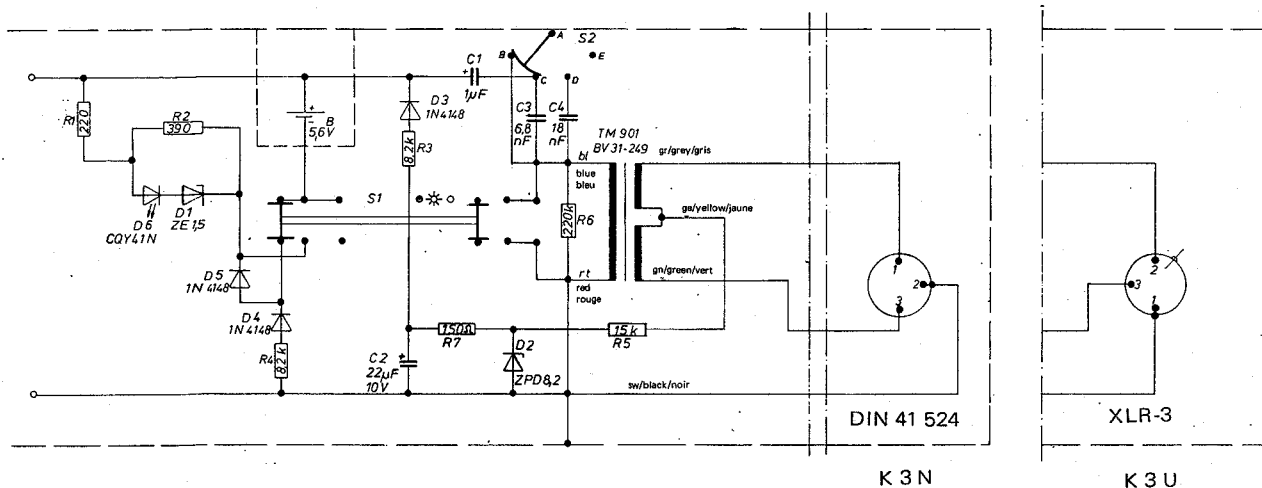 A
S2
B
E
C1
+
1µF
C
D
R1
220
R2
390
+
-
B
5,6V
D3
1N4148
8,2k
R3
C3
6,8
nF
C4
18
nF
TM 901
BV 31-249
bl
blue
bleu
gr/grey/gris
D6
CQY41N
D1
ZE1,5
S1
220k
R6
ge/yellow/jaune
D5
1N 4148
rt
red
rouge
gn/green/vert
1
2
3
2
3
1
D4
1N 4148
R4
8,2k
+
C2
22µF
10V
150Ω
R7
D2
ZPD8,2
15k
R5
sw/black/noir
DIN 41 524
XLR-3
K 3 N
K 3 U